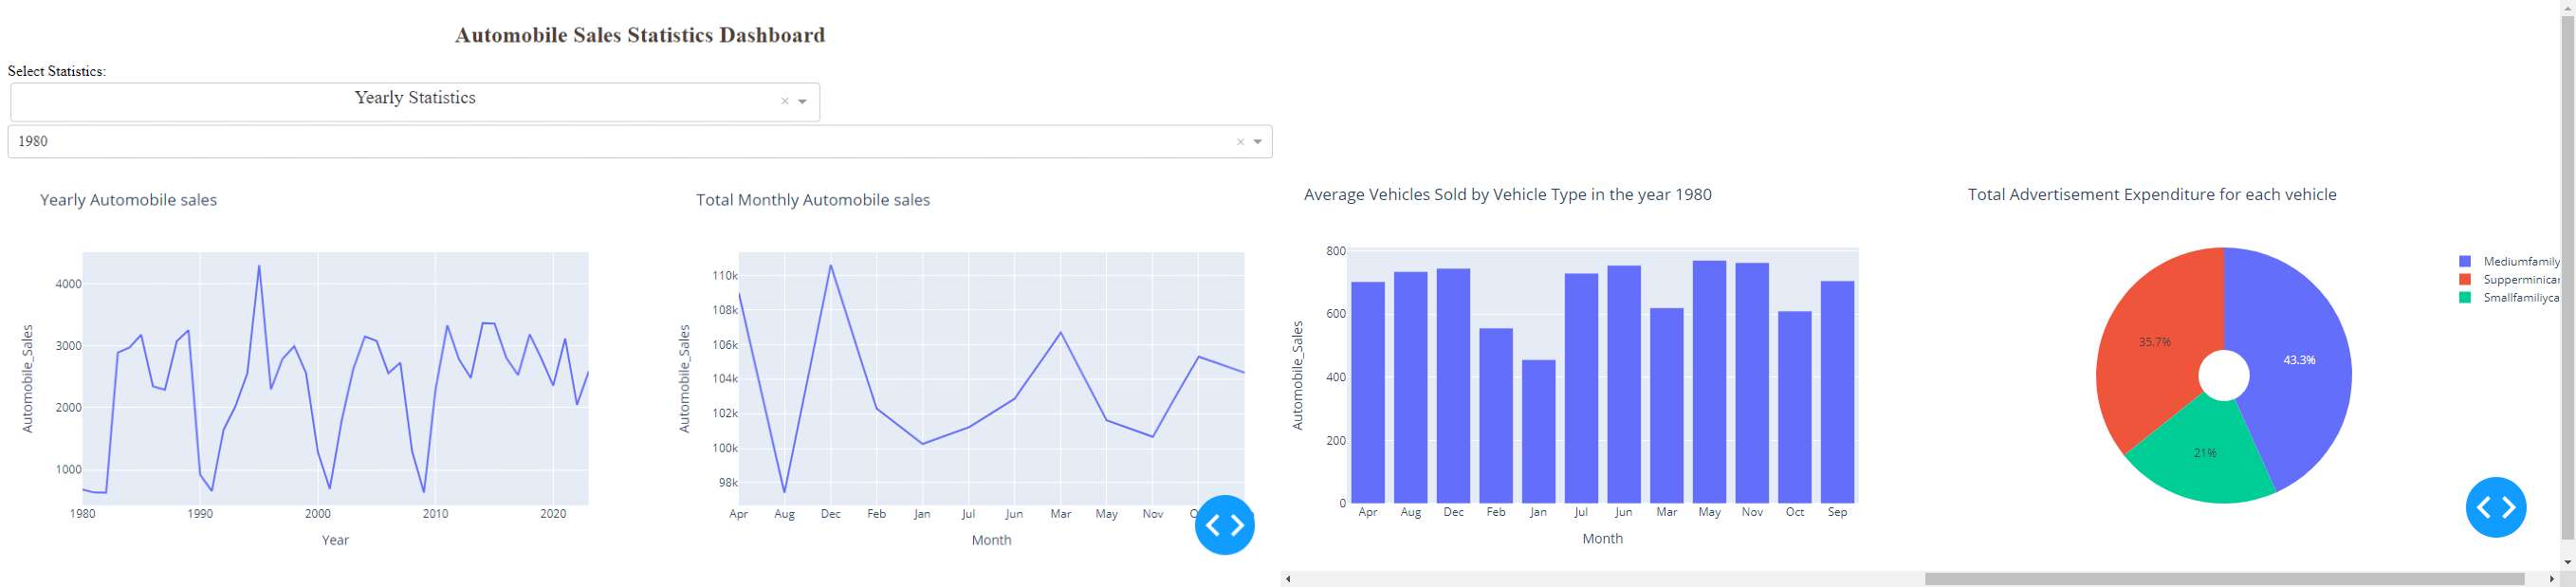 Automobile Sales Statistics Dashboard
Select Statistics:
Yearly Statistics
1980
Yearly Automobile sales
Automobile_Sales
4000
3000
2000
1000
1980 1990 2000 2010 2020
Year
Total Monthly Automobile sales
Automobile_Sales
110k
108k
106k
104k
102k
100k
98k
Apr Aug Dec Feb Jan Jul Jun Mar May Nov
Month
Average Vehicles Sold by Vehicle Type in the year 1980
Automobile_Sales
800
600
400
200
0
Apr Aug Dec Feb Jan Jul Jun Mar May Nov Oct Sep
Month
Total Advertisement Expenditure for each vehicle
35.7%
43.3%
21%
Mediumfamily
Supperminicar
Smallfamiliyca